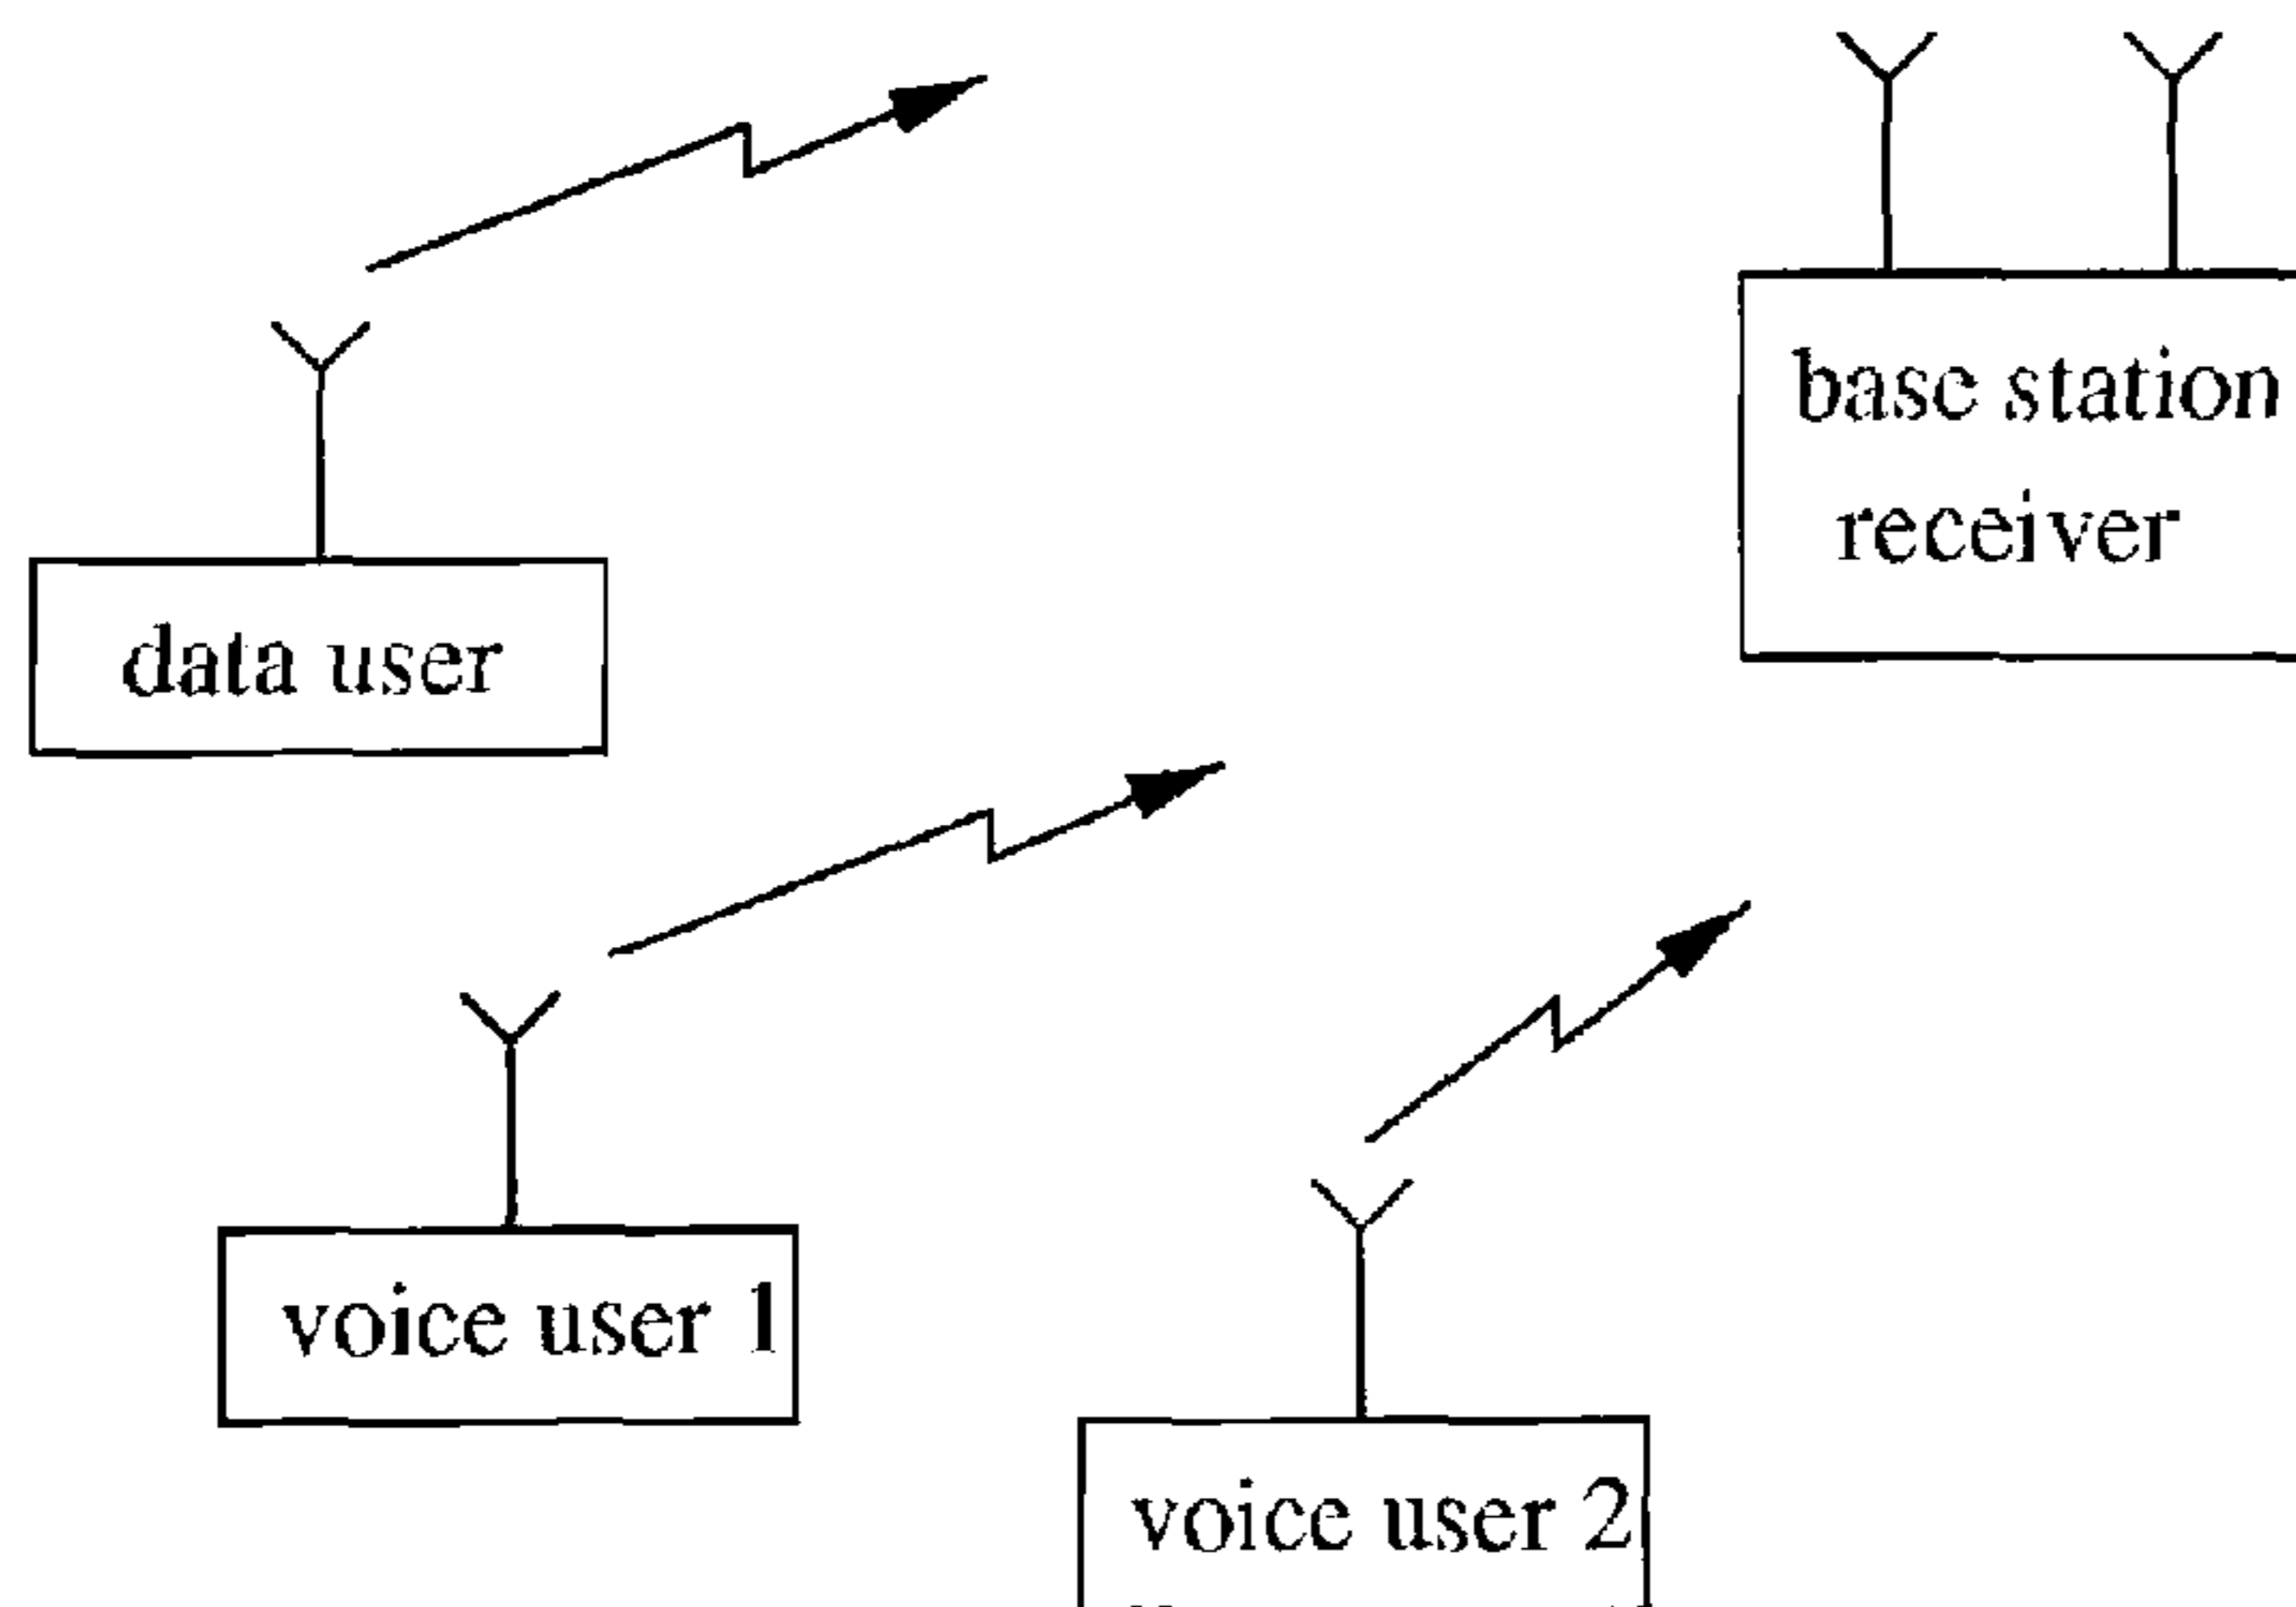 base station
receiver
data user
voice user 1
voice user 2